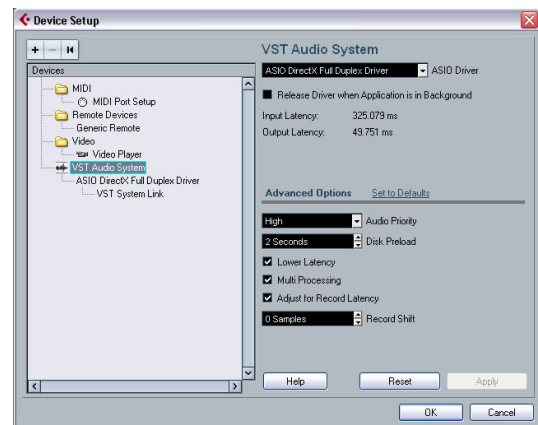 Device Setup
Devices
MIDI
MIDI Port Setup
Remote Devices
Generic Remote
Video
Video Player
VST Audio System
ASIO DirectX Full Duplex Driver
VST System Link
VST Audio System
ASIO DirectX Full Duplex Driver ASIO Driver
Release Driver when Application is in Background
Input Latency: 325.079 ms
Output Latency: 49.751 ms
Advanced Options Set to Defaults
High Audio Priority
2 Seconds Disk Preload
Lower Latency
Multi Processing
Adjust for Record Latency
0 Samples Record Shift
Help Reset Apply
OK Cancel